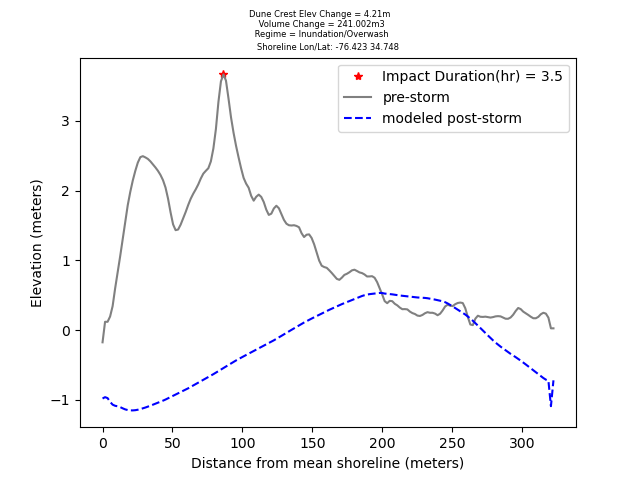 Dune Crest Elev Change = 4.21m
Volume Change = 241.002m3
Regime = Inundation/Overwash
Shoreline Lon/Lat: -76.423 34.748
Impact Duration(hr) = 3.5
pre-storm
modeled post-storm
Elevation (meters)
3
2
1
0
−1
0 50 100 150 200 250 300
Distance from mean shoreline (meters)